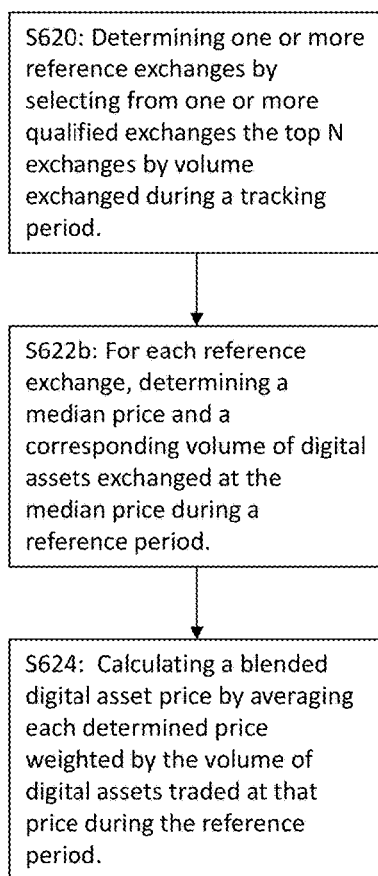 S620: Determining one or more
reference exchanges by
selecting from one or more
qualified exchanges the top N
exchanges by volume
exchanged during a tracking
period.
S622b: For each reference
exchange, determining a
median price and a
corresponding volume of digital
assets exchanged at the
median price during a
reference period.
S624: Calculating a blended
digital asset price by averaging
each determined price
weighted by the volume of
digital assets traded at that
price during the reference
period.